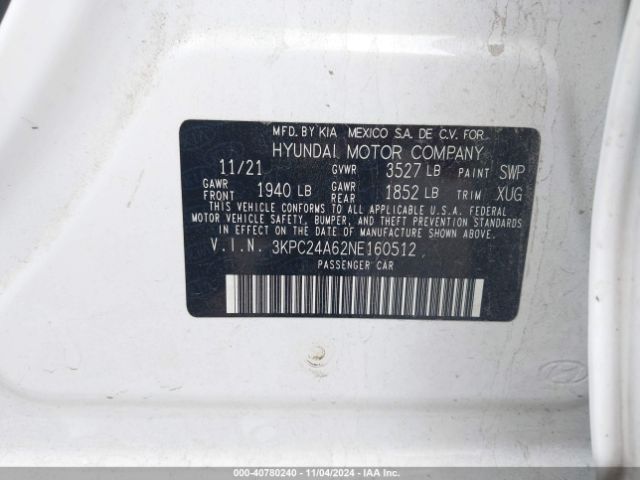 MFD. BY KIA MEXICO S.A. DE C.V. FOR
HYUNDAI MOTOR COMPANY
11/21 GVWR 3527 LB PAINT SWP
GAWR FRONT 1940 LB GAWR REAR 1852 LB TRIM XUG
THIS VEHICLE CONFORMS TO ALL APPLICABLE U.S.A. FEDERAL
MOTOR VEHICLE SAFETY, BUMPER, AND THEFT PREVENTION STANDARDS
IN EFFECT ON THE DATE OF MANUFACTURE SHOWN ABOVE.
V.I.N. 3KPC24A62NE160512
PASSENGER CAR
000-40780240 - 11/04/2024 - IAA Inc.